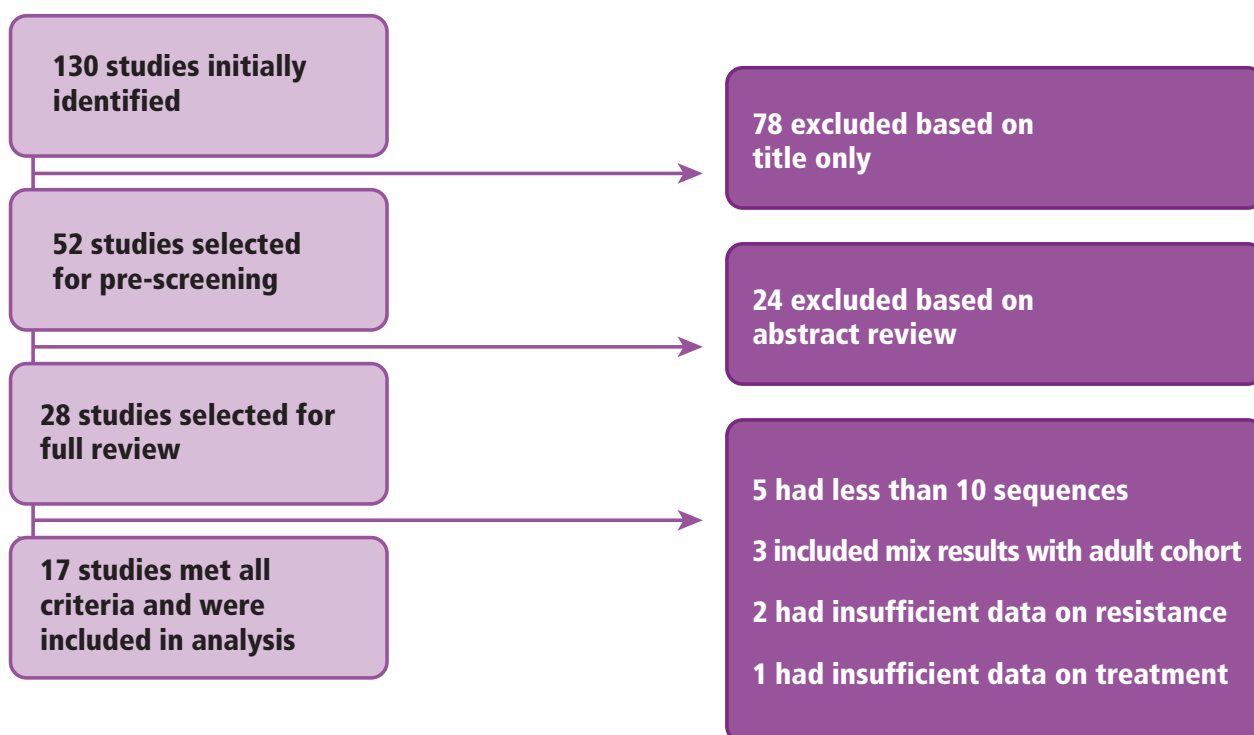 130 studies initially
identified
78 excluded based on
title only
52 studies selected
for pre-screening
24 excluded based on
abstract review
28 studies selected for
full review
5 had less than 10 sequences
3 included mix results with adult cohort
2 had insufficient data on resistance
1 had insufficient data on treatment
17 studies met all
criteria and were
included in analysis